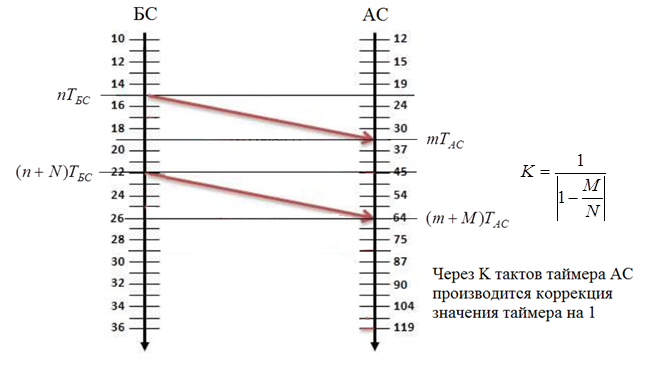 БС АС
10 12
12 15
14 19
nT_БС
16 24
18 30
mT_АС
20 37
(n + N)T_БС 22 45
24 54
26 64 (m + M)T_АС
28 75
30 87
32 90
34 104
36 119
K = 1 / |1 − M/N|
Через K тактов таймера АС
производится коррекция
значения таймера на 1